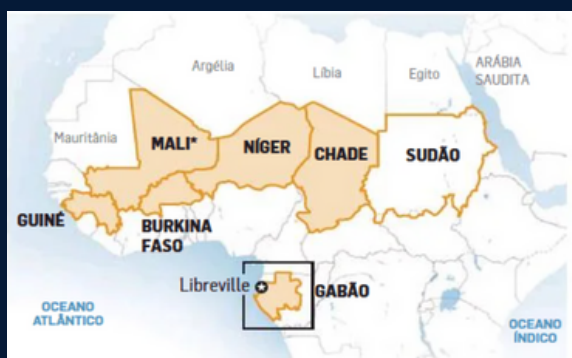 Argélia
Líbia
Egito
ARÁBIA
SAUDITA
Mauritânia
MALI*
NÍGER
CHADE
SUDÃO
GUINÉ
BURKINA
FASO
Libreville
GABÃO
OCEANO
ATLÂNTICO
OCEANO
ÍNDICO